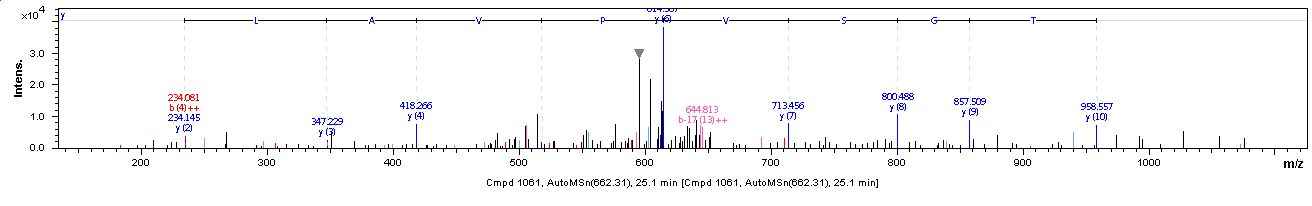 ×10⁴
y
L A V P V S G T
y (6)
234.081
b (4)++
234.145
y (2)
347.229
y (3)
418.266
y (4)
644.813
b-17 (13)++
713.456
y (7)
800.488
y (8)
857.509
y (9)
958.557
y (10)
Intens.
3.0
2.0
1.0
0.0
200 300 400 500 600 700 800 900 1000 m/z
Cmpd 1061, AutoMSn(662.31), 25.1 min [Cmpd 1061, AutoMSn(662.31), 25.1 min]